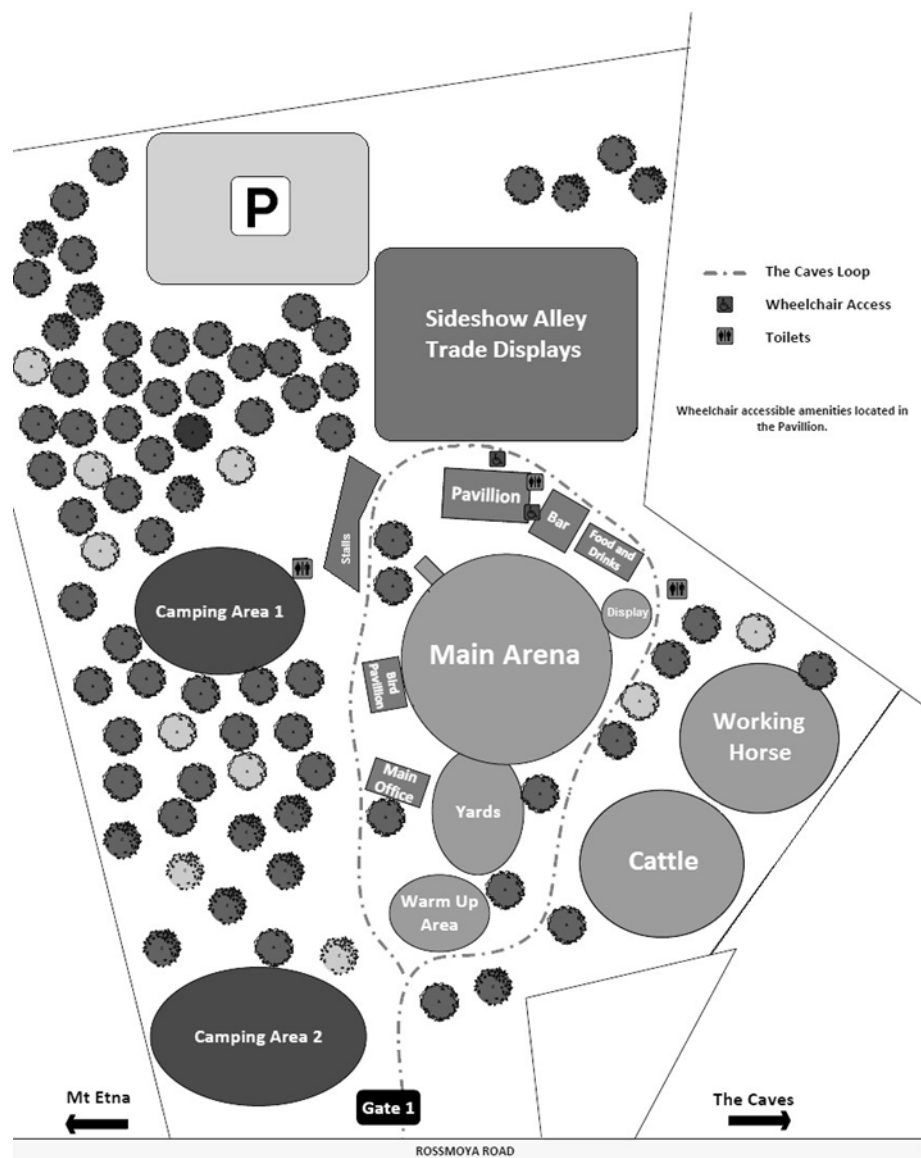 P
Sideshow Alley
Trade Displays
The Caves Loop
Wheelchair Access
Toilets
Wheelchair accessible amenities located in
the Pavillion.
Pavillion
Bar
Food and
Drinks
Stalls
Camping Area 1
Display
Main Arena
Bird
Pavillion
Working
Horse
Main
Office
Yards
Cattle
Warm Up
Area
Camping Area 2
Mt Etna
Gate 1
The Caves
ROSSMOYA ROAD